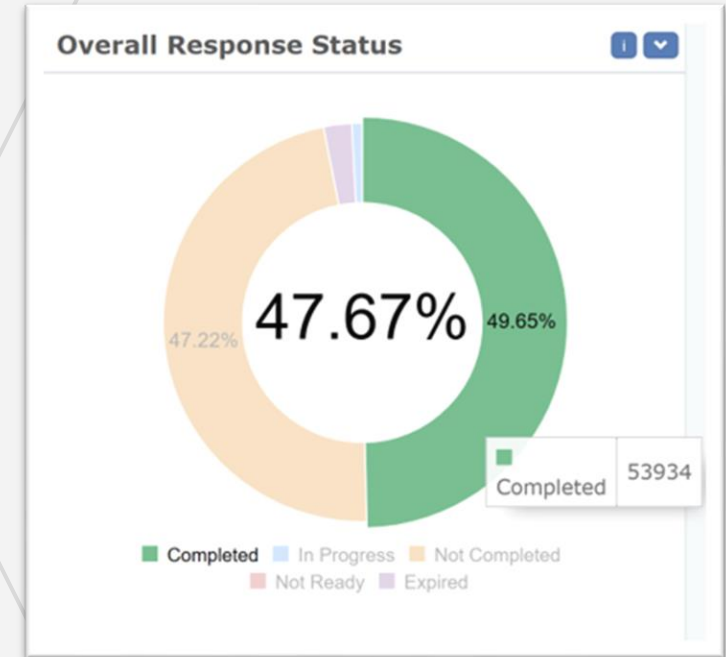 Overall Response Status i
47.67%
49.65%
47.22%
Completed 53934
Completed In Progress Not Completed
Not Ready Expired